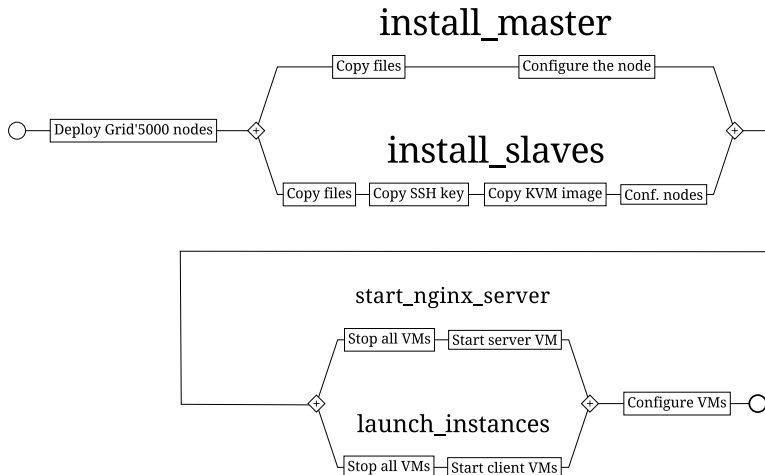 install_master
Copy files
Configure the node
Deploy Grid'5000 nodes
+
+
install_slaves
Copy files
Copy SSH key
Copy KVM image
Conf. nodes
start_nginx_server
Stop all VMs
Start server VM
+
+
Configure VMs
launch_instances
Stop all VMs
Start client VMs